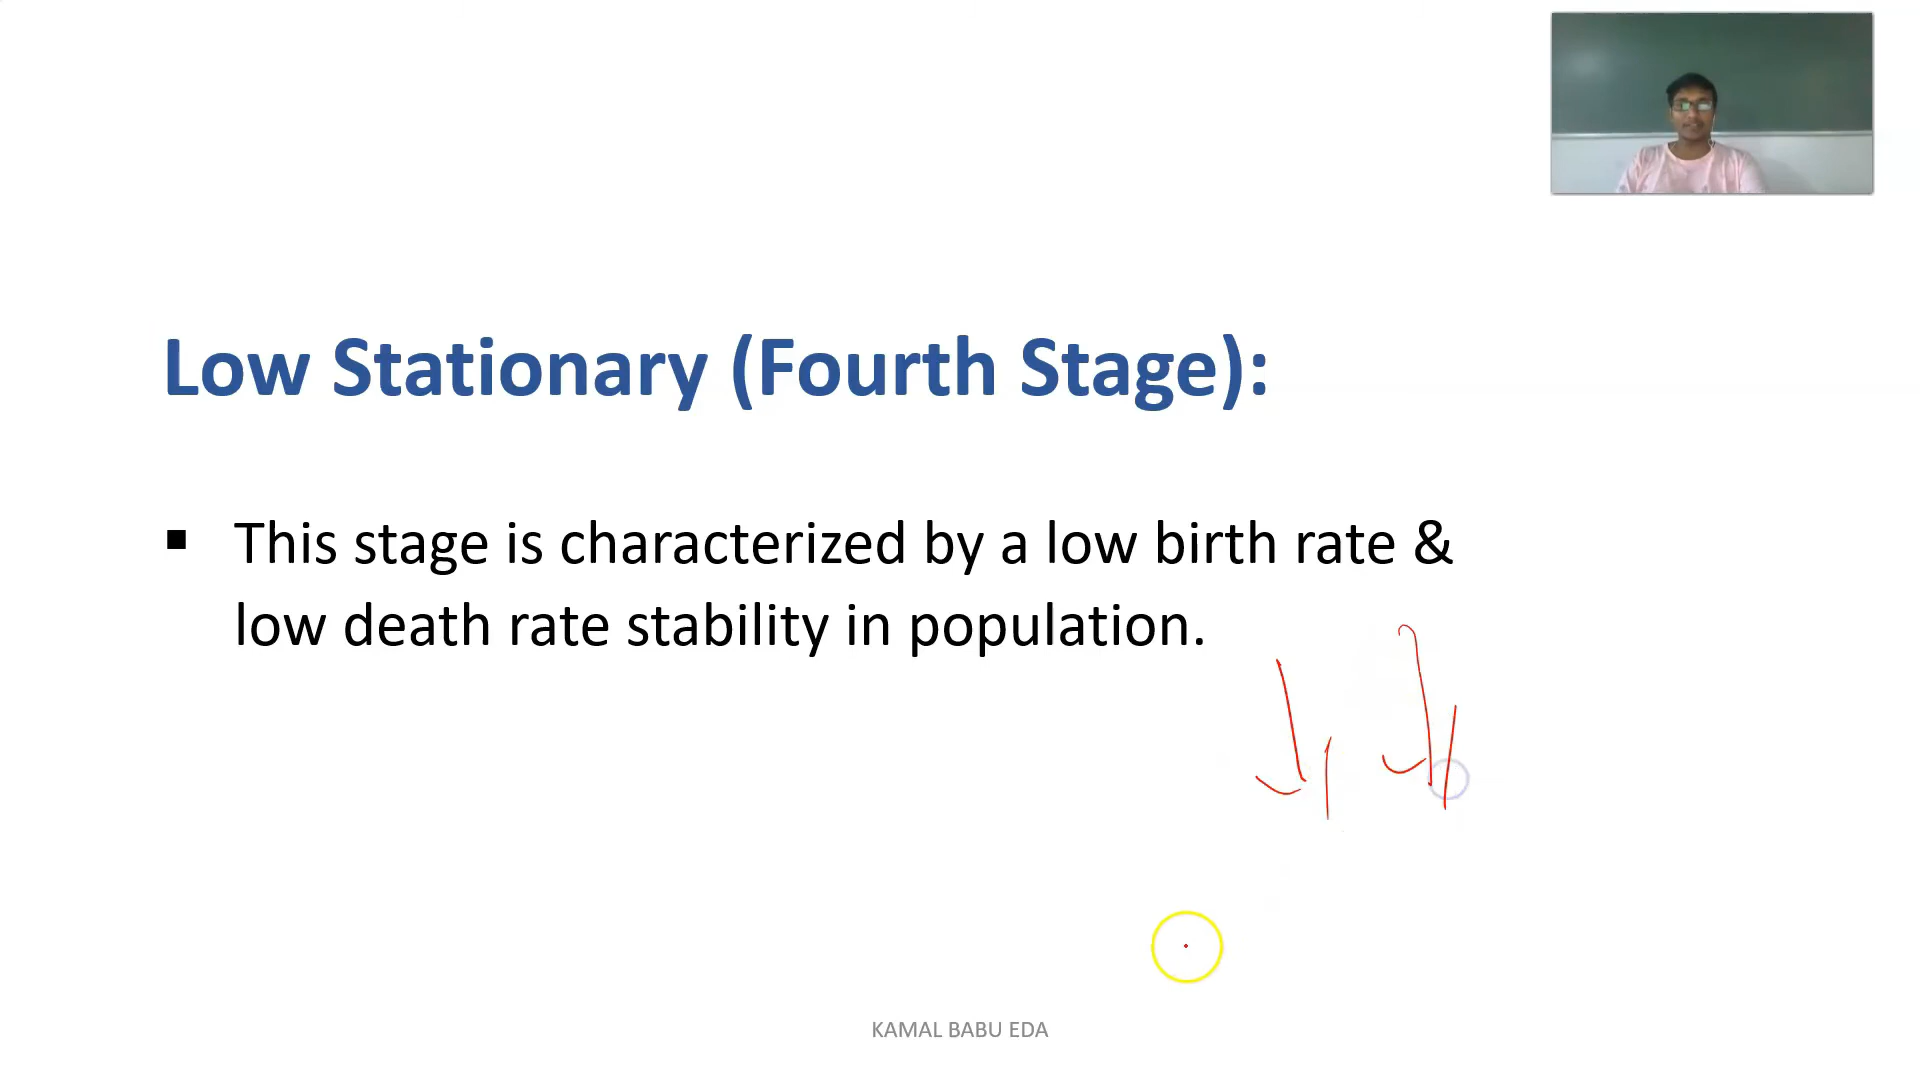 Low Stationary (Fourth Stage):
▪ This stage is characterized by a low birth rate &
low death rate stability in population.
KAMAL BABU EDA